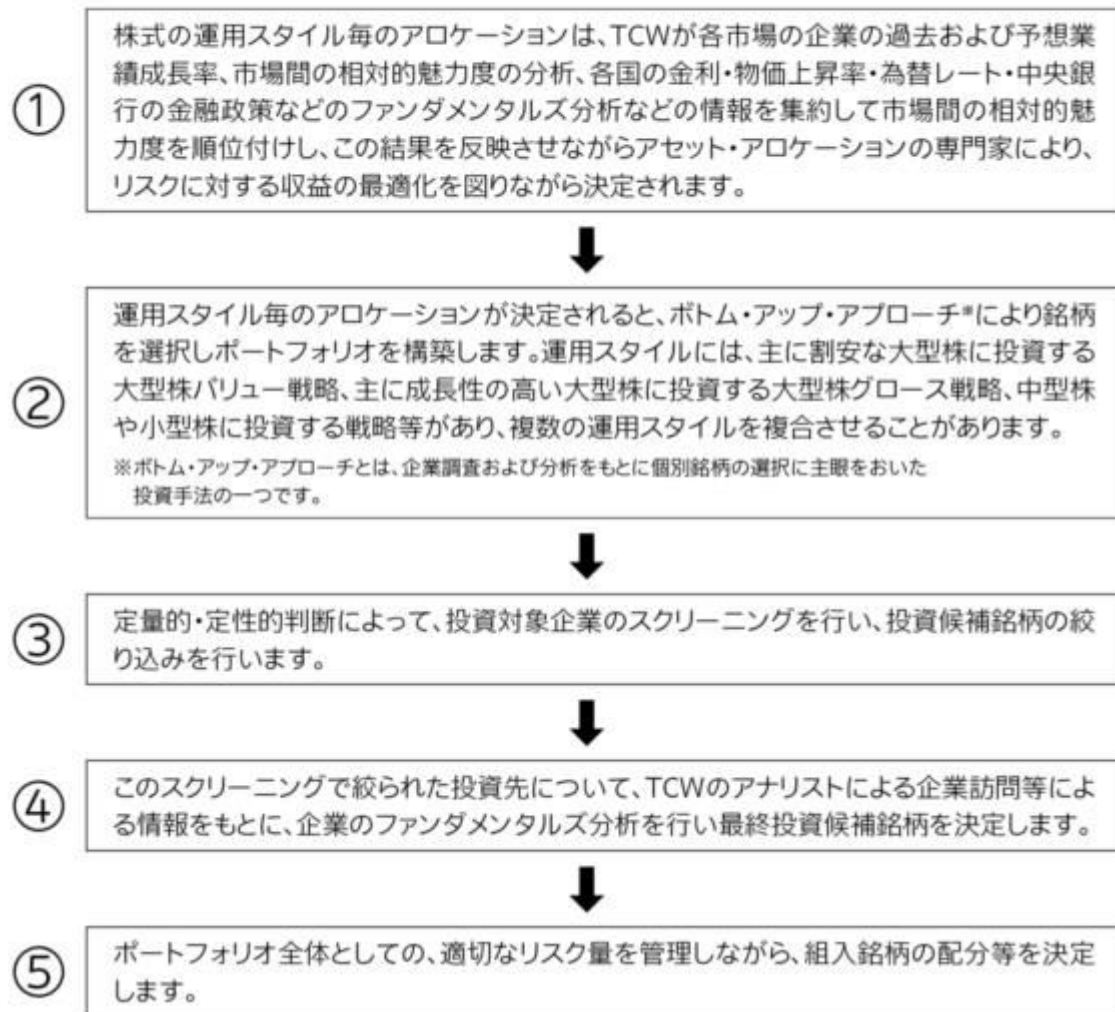 ①
株式の運用スタイル毎のアロケーションは、TCWが各市場の企業の過去および予想業
績成長率、市場間の相対的魅力度の分析、各国の金利・物価上昇率・為替レート・中央銀
行の金融政策などのファンダメンタルズ分析などの情報を集約して市場間の相対的魅
力度を順位付けし、この結果を反映させながらアセット・アロケーションの専門家により、
リスクに対する収益の最適化を図りながら決定されます。
②
運用スタイル毎のアロケーションが決定されると、ボトム・アップ・アプローチ※により銘柄
を選択しポートフォリオを構築します。運用スタイルには、主に割安な大型株に投資する
大型株バリュー戦略、主に成長性の高い大型株に投資する大型株グロース戦略、中型株
や小型株に投資する戦略等があり、複数の運用スタイルを複合させることがあります。
※ボトム・アップ・アプローチとは、企業調査および分析をもとに個別銘柄の選択に主眼をおいた
投資手法の一つです。
③
定量的・定性的判断によって、投資対象企業のスクリーニングを行い、投資候補銘柄の絞
り込みを行います。
④
このスクリーニングで絞られた投資先について、TCWのアナリストによる企業訪問等によ
る情報をもとに、企業のファンダメンタルズ分析を行い最終投資候補銘柄を決定します。
⑤
ポートフォリオ全体としての、適切なリスク量を管理しながら、組入銘柄の配分等を決定
します。